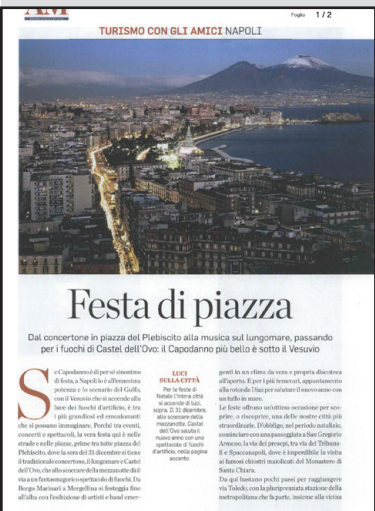 AM
Foglio 1 / 2
TURISMO CON GLI AMICI NAPOLI
Festa di piazza
Dal concertone in piazza del Plebiscito alla musica sul lungomare, passando
per i fuochi di Castel dell'Ovo: il Capodanno più bello è sotto il Vesuvio
Se Capodanno è di per sé sinonimo
di festa, a Napoli lo è all'ennesima
potenza e lo scenario del Golfo,
con il Vesuvio che si accende alla
luce dei fuochi d'artificio, è tra
i più grandiosi ed emozionanti
che si possano immaginare. Perché tra eventi,
concerti e spettacoli, la vera festa qui è nelle
strade e nelle piazze, prime tra tutte piazza del
Plebiscito, dove la sera del 31 dicembre si tiene
il tradizionale concertone, il lungomare e Castel
dell'Ovo, che allo scoccare della mezzanotte dà il
via a un fantasmagorico spettacolo di fuochi. Da
Borgo Marinari a Mergellina si festeggia fino
all'alba con l'esibizione di artisti e band emer-
LUCI
SULLA CITTÀ
Per le feste di
Natale l'intera città
si accende di luci,
sopra. Il 31 dicembre,
allo scoccare della
mezzanotte, Castel
dell'Ovo saluta il
nuovo anno con uno
spettacolo di fuochi
d'artificio, nella pagina
accanto.
genti in un clima da vera e propria discoteca
all'aperto. E per i più temerari, appuntamento
alla rotonda Diaz per salutare il nuovo anno con
un tuffo in mare.
Le feste offrono un'ottima occasione per sco-
prire, o riscoprire, una delle nostre città più
straordinarie. D'obbligo, nel periodo natalizio,
cominciare con una passeggiata a San Gregorio
Armeno, la via dei presepi, tra via dei Tribuna-
li e Spaccanapoli, dove è imperdibile la visita
ai famosi chiostri maiolicati del Monastero di
Santa Chiara.
Da qui bastano pochi passi per raggiungere
via Toledo, con la pluripremiata stazione della
metropolitana che fa parte, insieme alla vicina